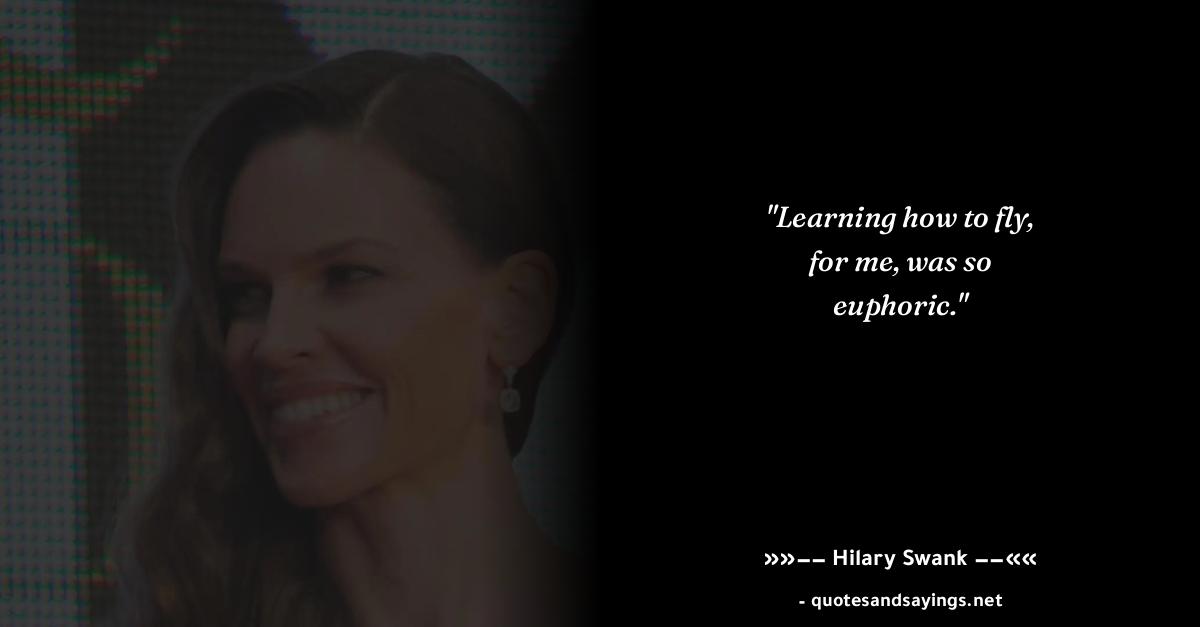 "Learning how to fly,
for me, was so
euphoric."
»»−− Hilary Swank −−««
- quotesandsayings.net